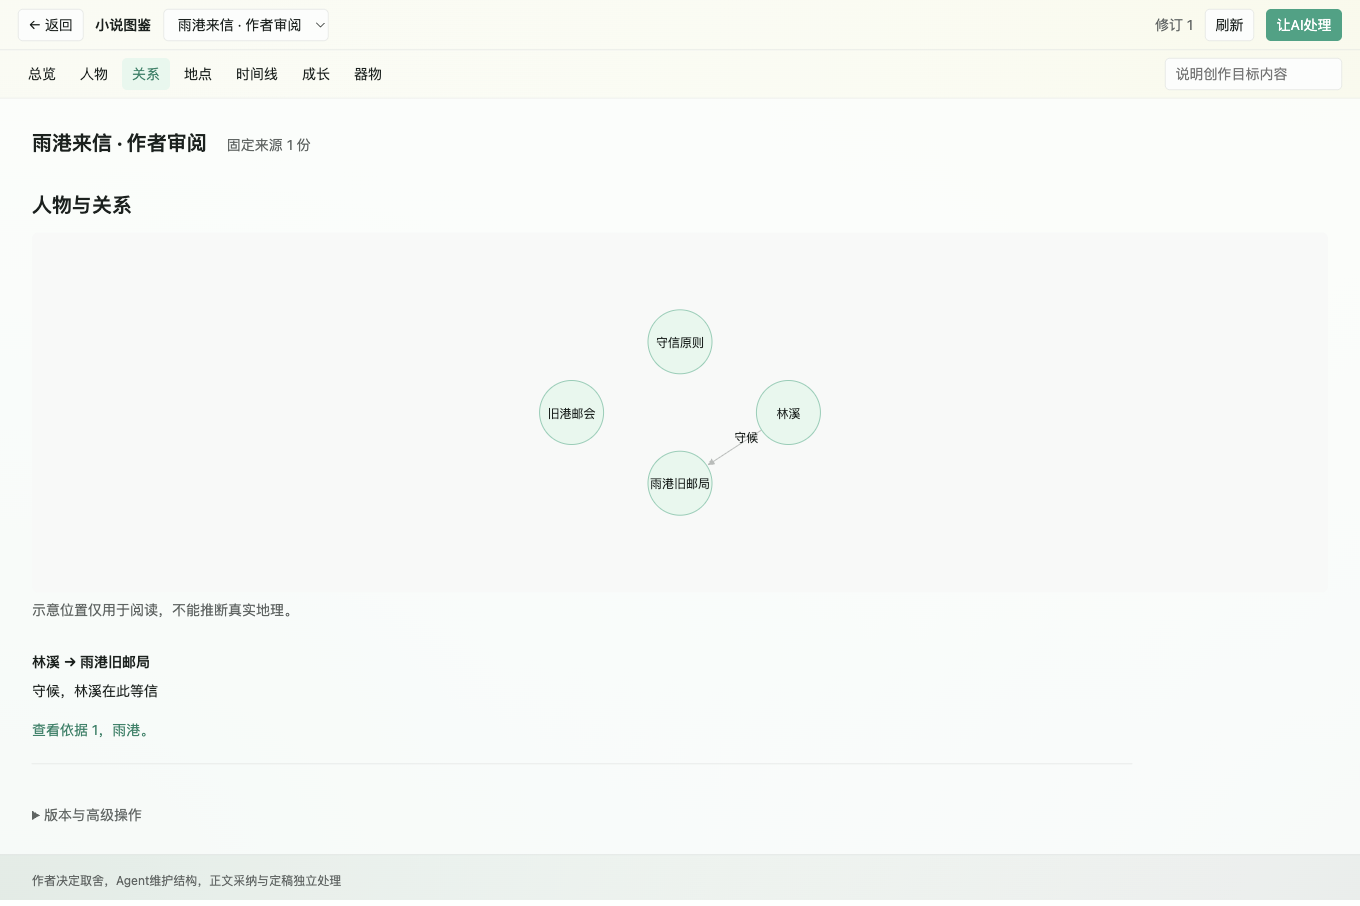 ← 返回 小说图鉴 雨港来信 · 作者审阅 修订 1 刷新 让AI处理
总览 人物 关系 地点 时间线 成长 器物 说明创作目标内容
雨港来信 · 作者审阅 固定来源 1 份
人物与关系
守信原则
旧港邮会 林溪
守候
雨港旧邮局
示意位置仅用于阅读，不能推断真实地理。
林溪 → 雨港旧邮局
守候，林溪在此等信
查看依据 1，雨港。
▶ 版本与高级操作
作者决定取舍，Agent维护结构，正文采纳与定稿独立处理